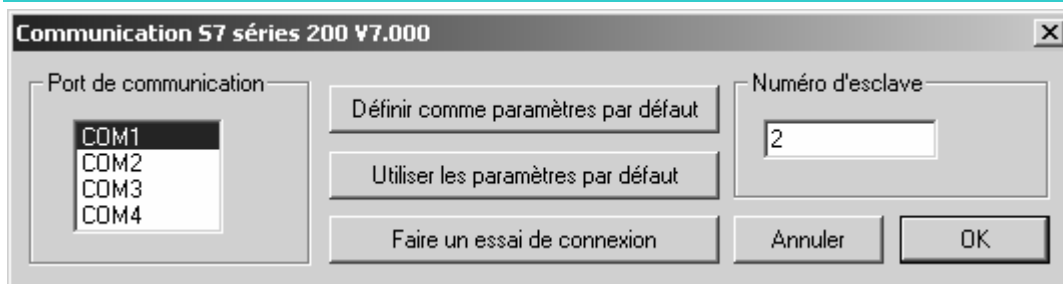 Communication S7 séries 200 V7.000
Port de communication
COM1
COM2
COM3
COM4
Définir comme paramètres par défaut
Utiliser les paramètres par défaut
Faire un essai de connexion
Numéro d'esclave
2
Annuler
OK